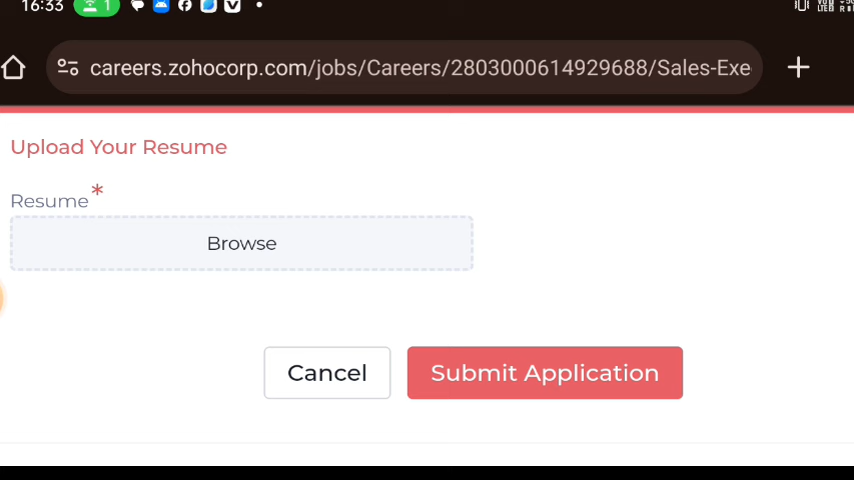 16:33 1
careers.zohocorp.com/jobs/Careers/2803000614929688/Sales-Exe
Upload Your Resume
Resume*
Browse
Cancel Submit Application